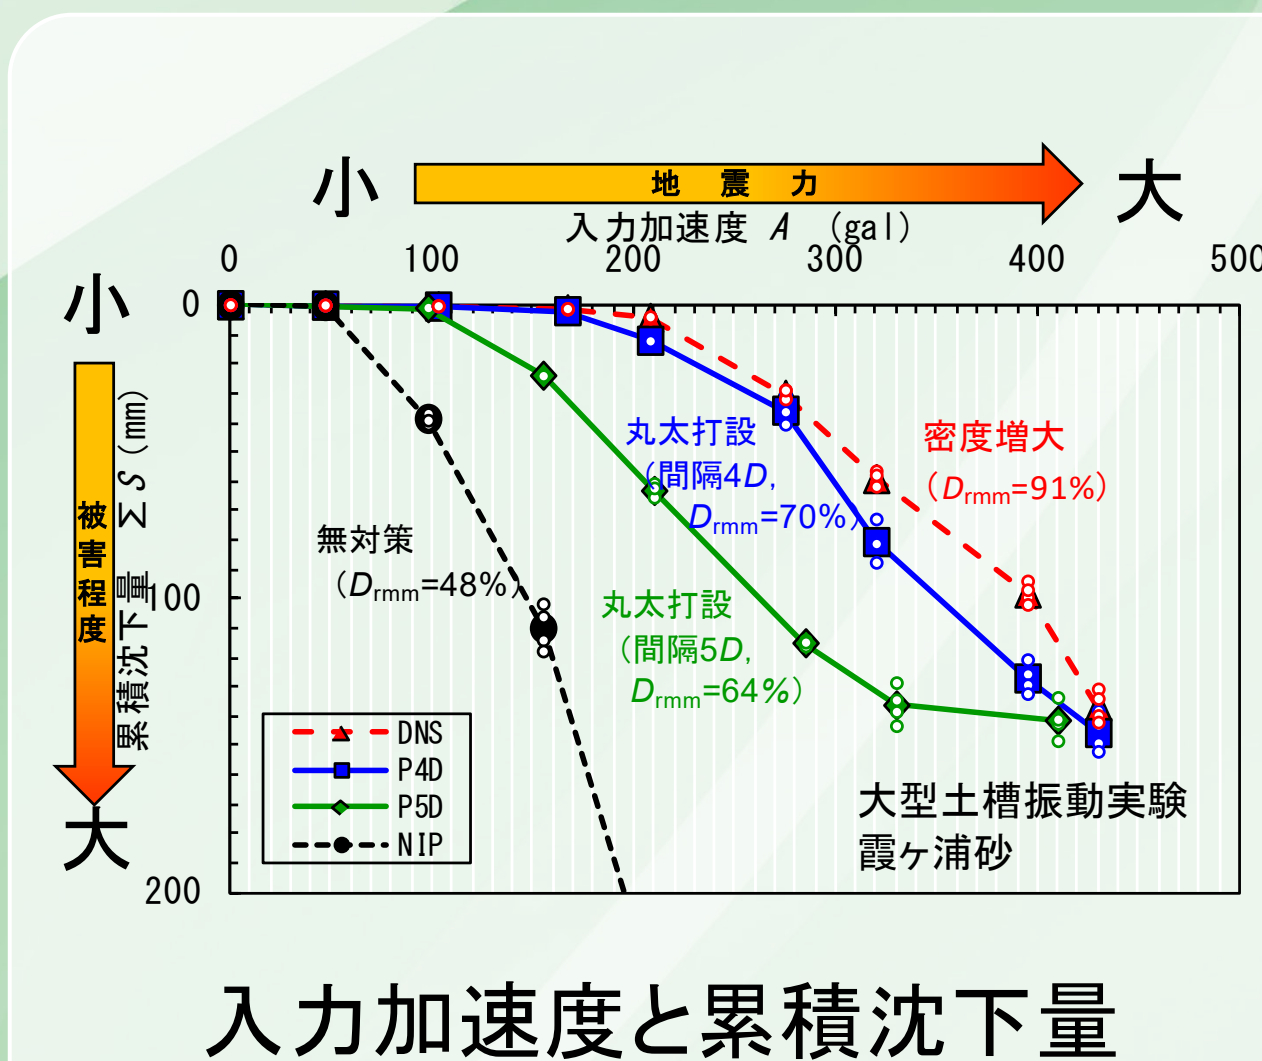 小
地 震 力
大
入力加速度 A (gal)
0 100 200 300 400 500
小
0
100
200
被害程度
累積沈下量 ΣS (mm)
大
丸太打設
(間隔4D,
Drmm=70%)
密度増大
(Drmm=91%)
無対策
(Drmm=48%)
丸太打設
(間隔5D,
Drmm=64%)
DNS
P4D
P5D
NIP
大型土槽振動実験
霞ヶ浦砂
入力加速度と累積沈下量